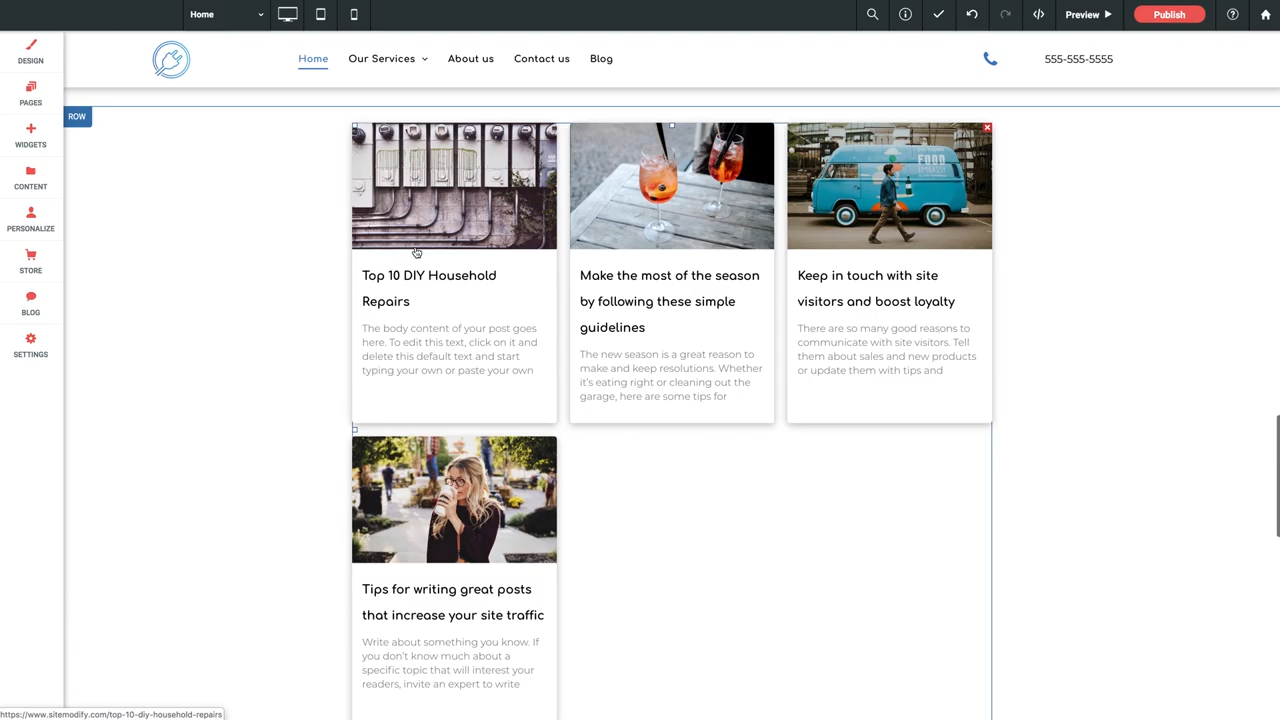 Home
Preview
Publish
DESIGN
PAGES
WIDGETS
CONTENT
PERSONALIZE
STORE
BLOG
SETTINGS
Home
Our Services
About us
Contact us
Blog
555-555-5555
ROW
Top 10 DIY Household
Repairs
The body content of your post goes
here. To edit this text, click on it and
delete this default text and start
typing your own or paste your own
Make the most of the season
by following these simple
guidelines
The new season is a great reason to
make and keep resolutions. Whether
it's eating right or cleaning out the
garage, here are some tips for
FOOD
Keep in touch with site
visitors and boost loyalty
There are so many good reasons to
communicate with site visitors. Tell
them about sales and new products
or update them with tips and
Tips for writing great posts
that increase your site traffic
Write about something you know. If
you don't know much about a
specific topic that will interest your
readers, invite an expert to write
https://www.sitemodify.com/top-10-diy-household-repairs